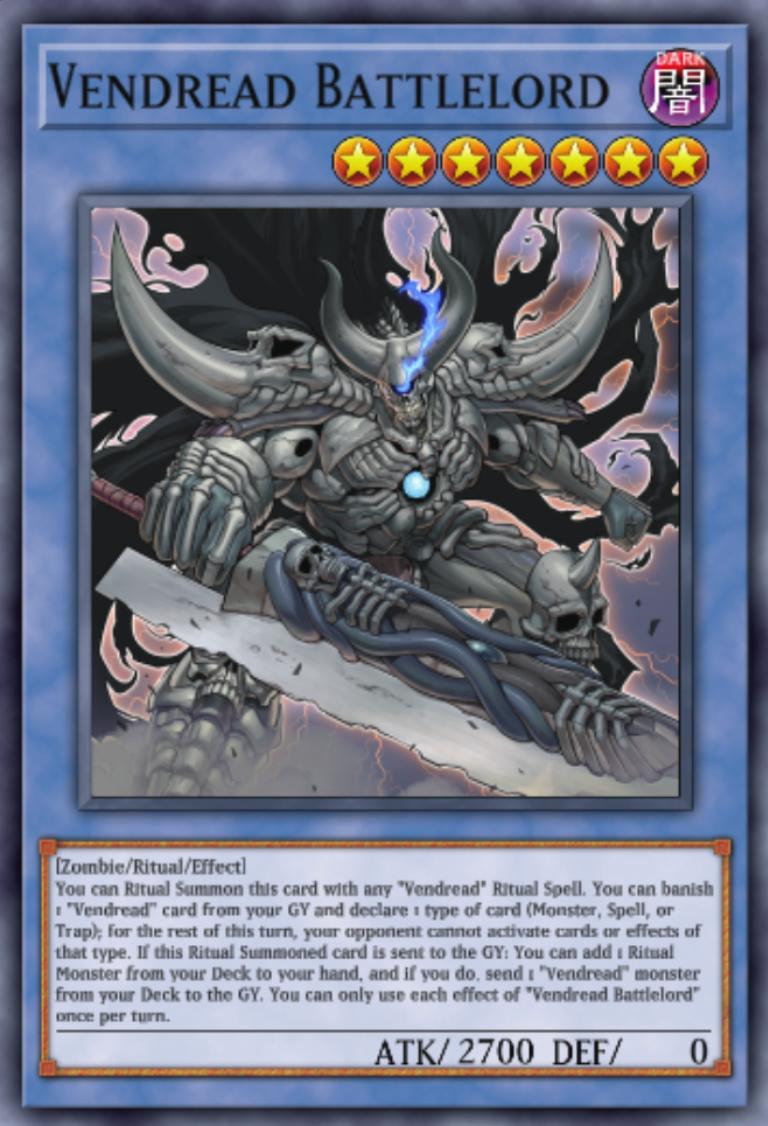 VENDREAD BATTLELORD
DARK
闇
[Zombie/Ritual/Effect]
You can Ritual Summon this card with any "Vendread" Ritual Spell. You can banish
1 "Vendread" card from your GY and declare 1 type of card (Monster, Spell, or
Trap); for the rest of this turn, your opponent cannot activate cards or effects of
that type. If this Ritual Summoned card is sent to the GY: You can add 1 Ritual
Monster from your Deck to your hand, and if you do, send 1 "Vendread" monster
from your Deck to the GY. You can only use each effect of "Vendread Battlelord"
once per turn.
ATK/ 2700 DEF/ 0